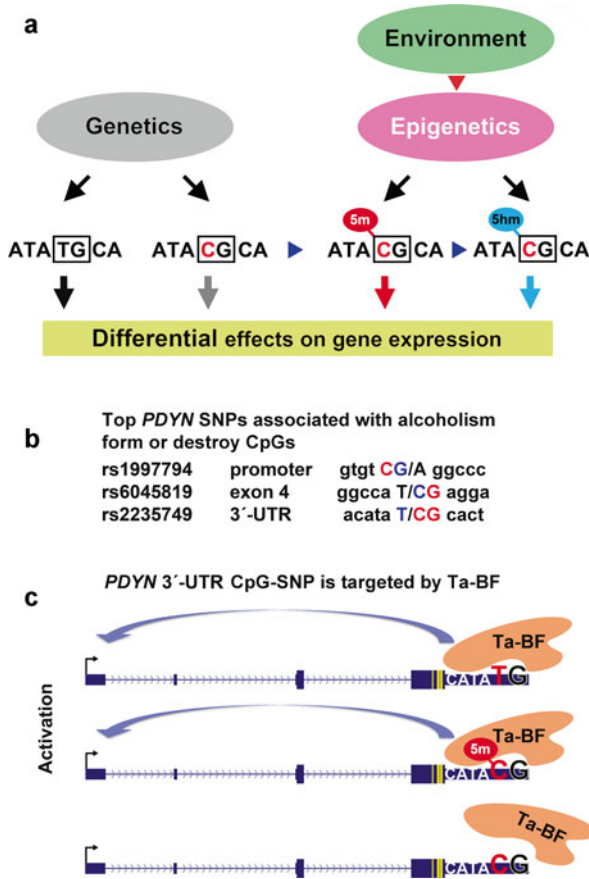 a
Environment
Genetics
Epigenetics
5m
5hm
ATA TG CA
ATA CG CA
ATA CG CA
ATA CG CA
Differential effects on gene expression
b
Top PDYN SNPs associated with alcoholism
form or destroy CpGs
rs1997794 promoter gtgt CG/A ggccc
rs6045819 exon 4 ggcca T/CG agga
rs2235749 3´-UTR acata T/CG cact
PDYN 3´-UTR CpG-SNP is targeted by Ta-BF
c
Activation
Ta-BF
CATA TG
Ta-BF
5m
CATA CG
Ta-BF
CATA CG